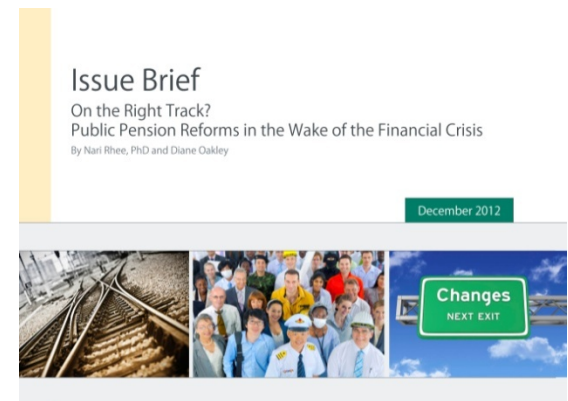 Issue Brief
On the Right Track?
Public Pension Reforms in the Wake of the Financial Crisis
By Nari Rhee, PhD and Diane Oakley
December 2012
Changes
NEXT EXIT